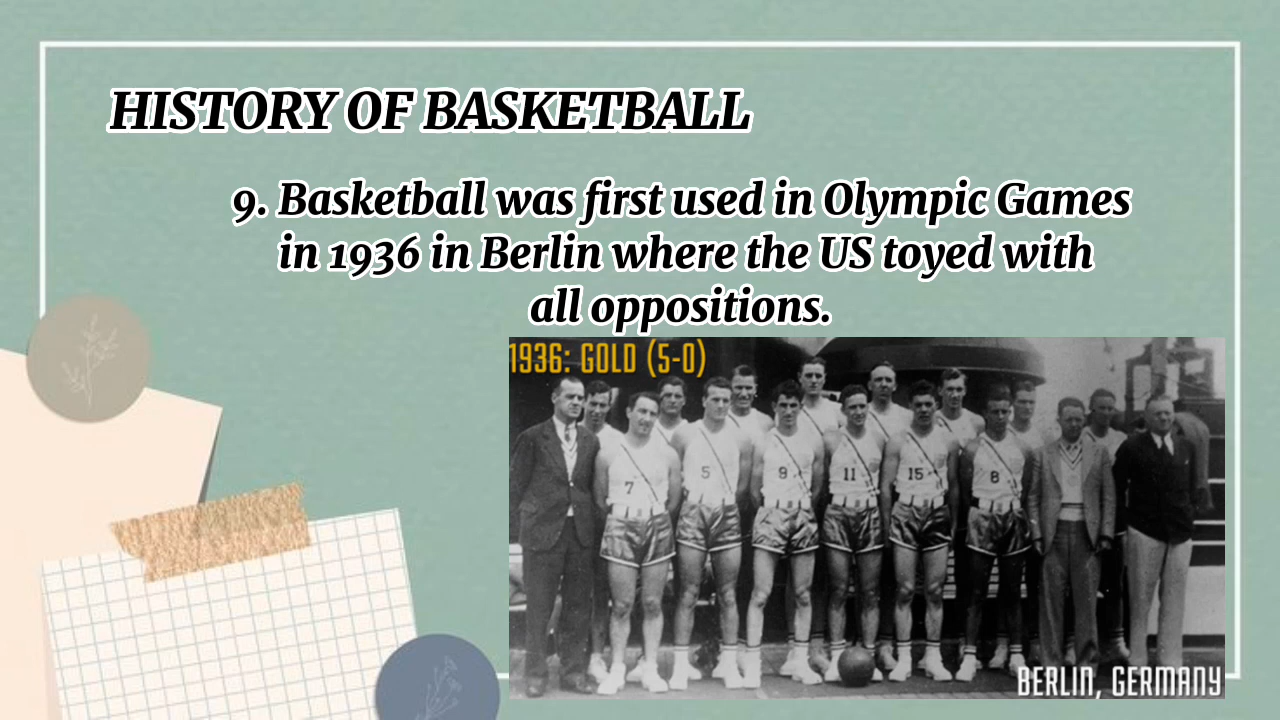 HISTORY OF BASKETBALL
9. Basketball was first used in Olympic Games
in 1936 in Berlin where the US toyed with
all oppositions.
1936: GOLD (5-0)
7
5
9
11
15
8
BERLIN, GERMANY